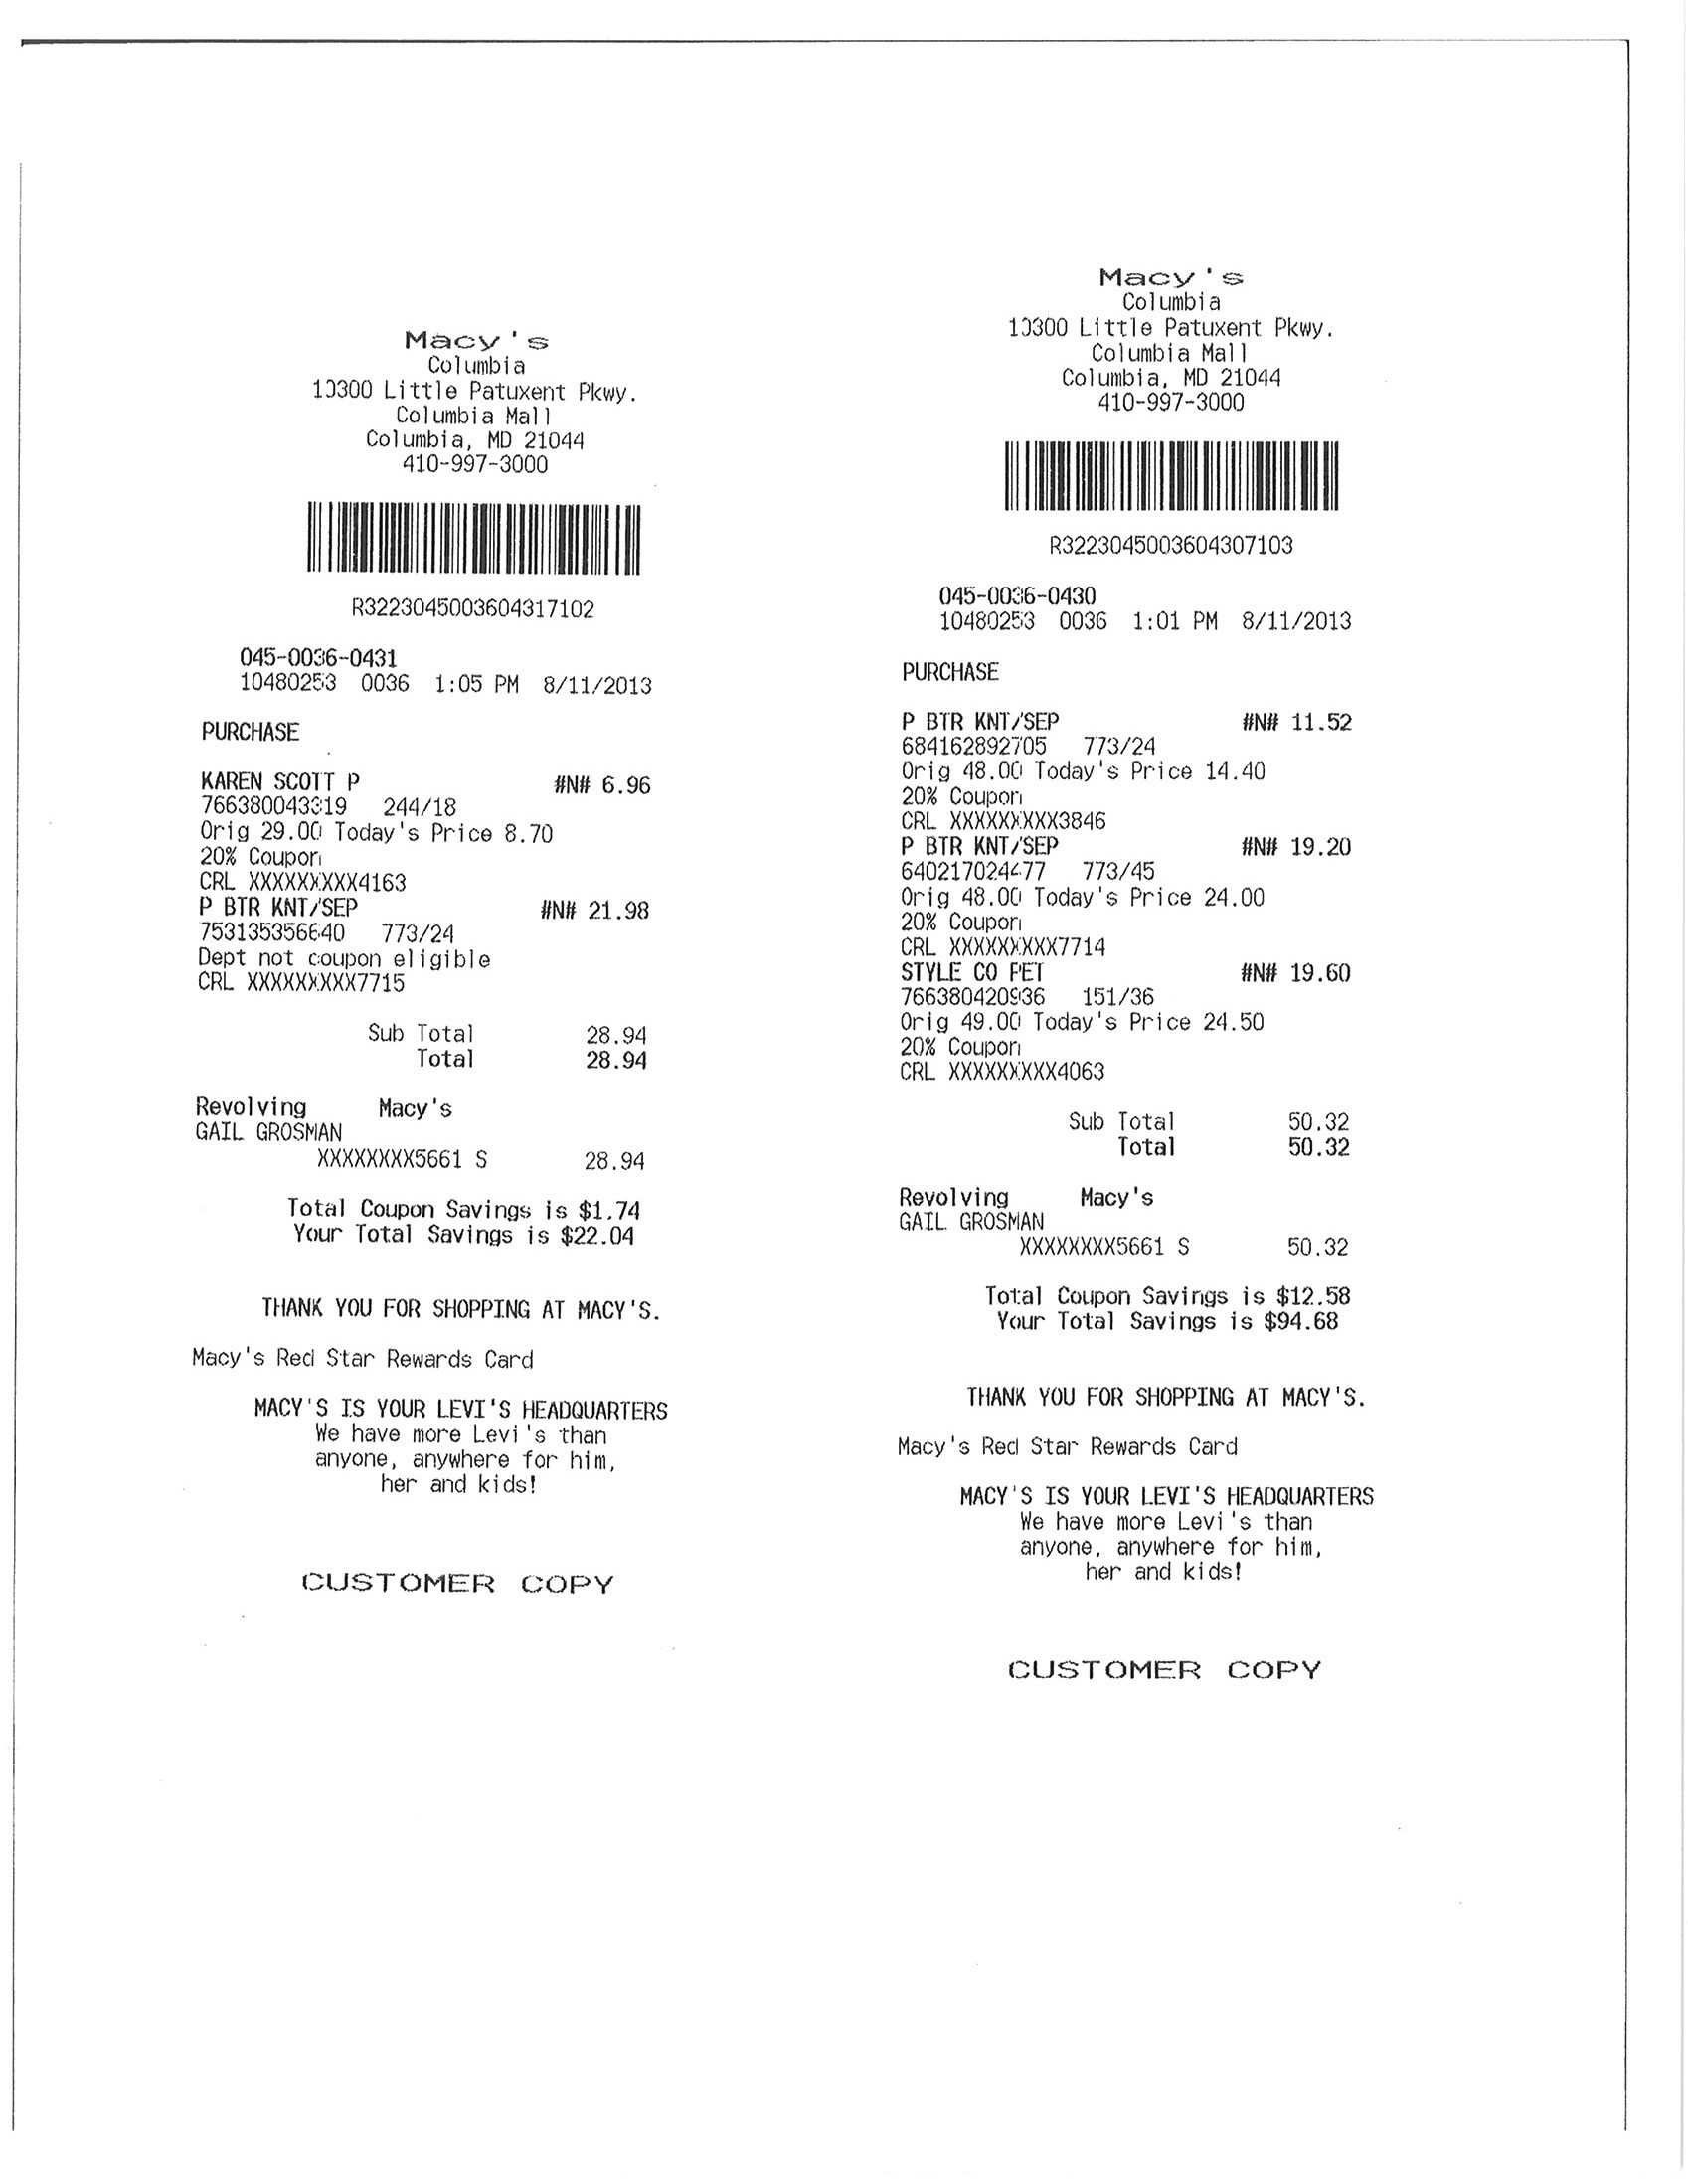 Macy's
Columbia
10300 Little Patuxent Pkwy.
Columbia Mall
Columbia, MD 21044
410-997-3000
R3223045003604317102
045-0036-0431
10480253 0036 1:05 PM 8/11/2013
PURCHASE
KAREN SCOTT P #N# 6.96
766380043319 244/18
Orig 29.00 Today's Price 8.70
20% Coupon
CRL XXXXXXXXX4163
P BTR KNT/SEP #N# 21.98
753135356640 773/24
Dept not coupon eligible
CRL XXXXXXXXX7715
Sub Total 28.94
Total 28.94
Revolving Macy's
GAIL GROSMAN
XXXXXXXX5661 S 28.94
Total Coupon Savings is $1.74
Your Total Savings is $22.04
THANK YOU FOR SHOPPING AT MACY'S.
Macy's Red Star Rewards Card
MACY'S IS YOUR LEVI'S HEADQUARTERS
We have more Levi's than
anyone, anywhere for him,
her and kids!
CUSTOMER COPY
Macy's
Columbia
10300 Little Patuxent Pkwy.
Columbia Mall
Columbia, MD 21044
410-997-3000
R3223045003604307103
045-0036-0430
10480253 0036 1:01 PM 8/11/2013
PURCHASE
P BTR KNT/SEP #N# 11.52
684162892705 773/24
Orig 48.00 Today's Price 14.40
20% Coupon
CRL XXXXXXXXX3846
P BTR KNT/SEP #N# 19.20
640217024477 773/45
Orig 48.00 Today's Price 24.00
20% Coupon
CRL XXXXXXXXX7714
STYLE CO PET #N# 19.60
766380420936 151/36
Orig 49.00 Today's Price 24.50
20% Coupon
CRL XXXXXXXXX4063
Sub Total 50.32
Total 50.32
Revolving Macy's
GAIL GROSMAN
XXXXXXXX5661 S 50.32
Total Coupon Savings is $12.58
Your Total Savings is $94.68
THANK YOU FOR SHOPPING AT MACY'S.
Macy's Red Star Rewards Card
MACY'S IS YOUR LEVI'S HEADQUARTERS
We have more Levi's than
anyone, anywhere for him,
her and kids!
CUSTOMER COPY